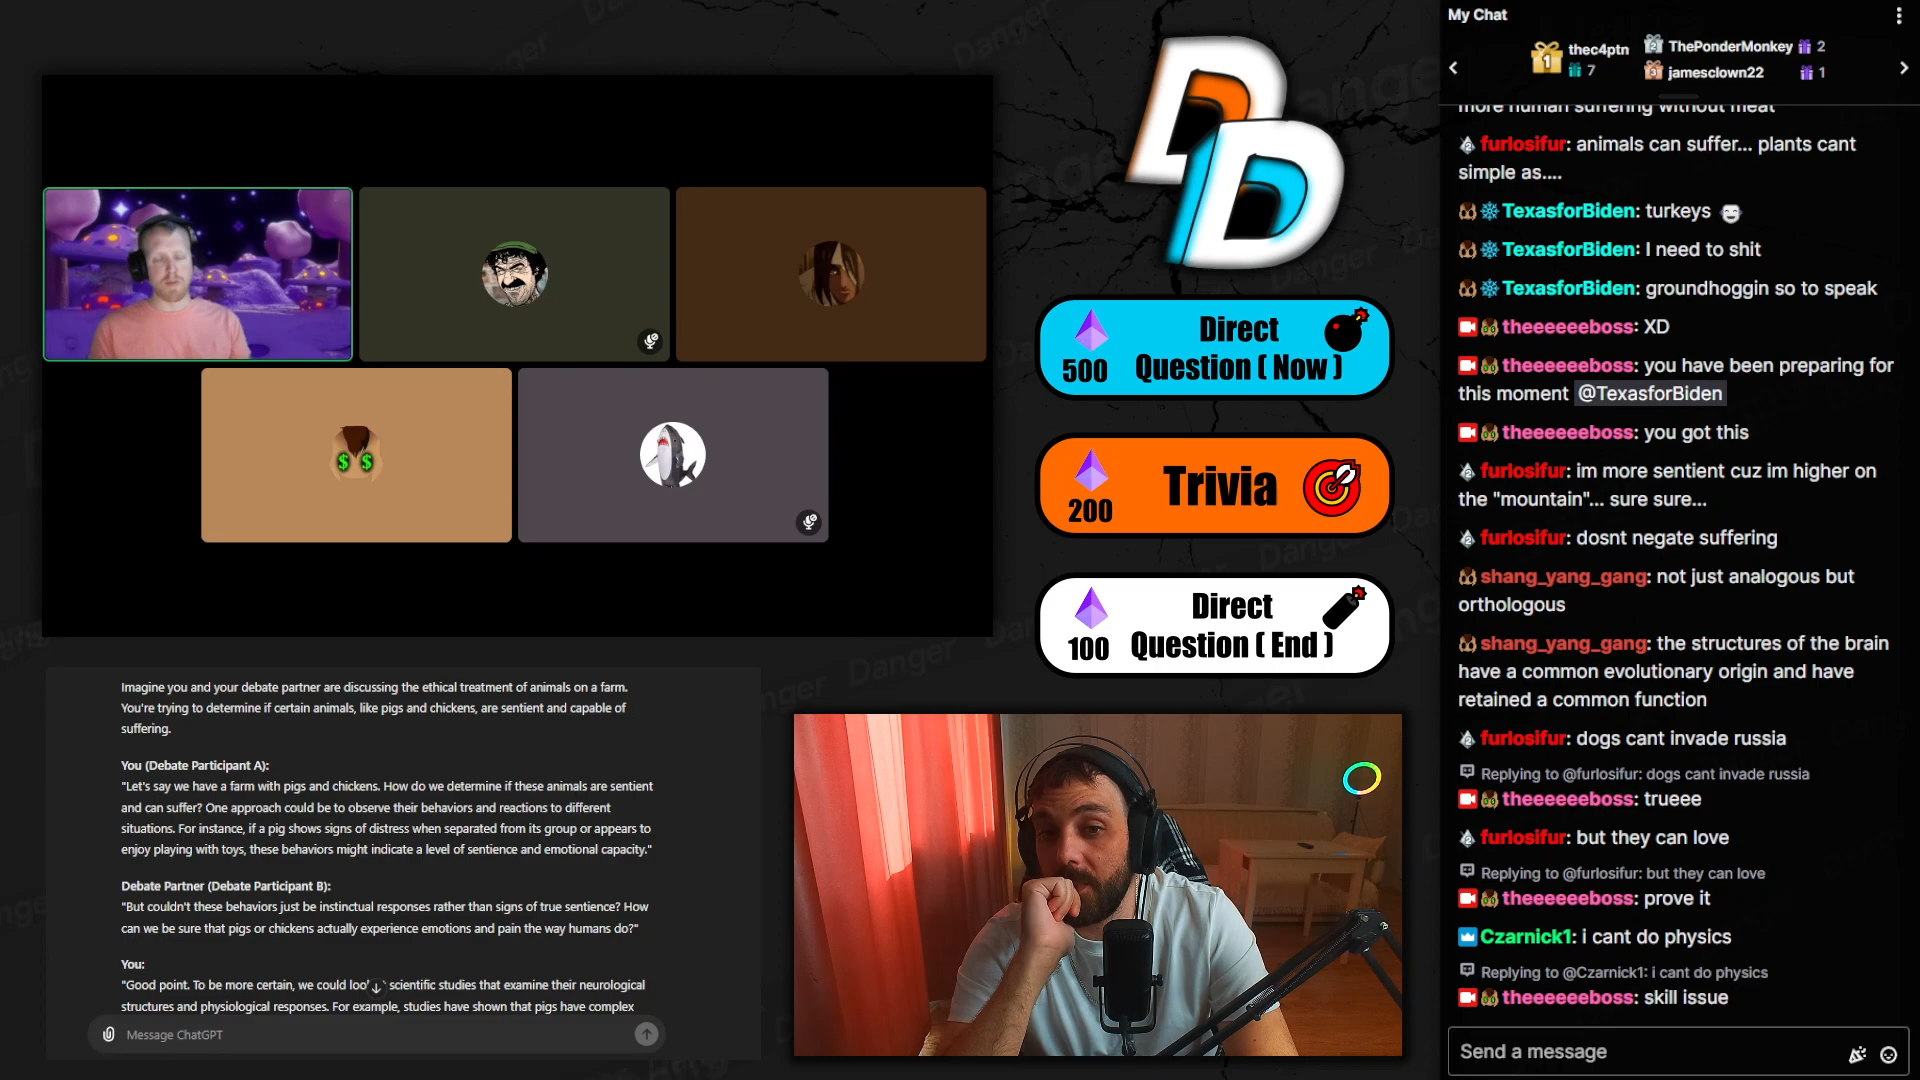 DD
500
Direct
Question ( Now )
200
Trivia
100
Direct
Question ( End )
Imagine you and your debate partner are discussing the ethical treatment of animals on a farm.
You're trying to determine if certain animals, like pigs and chickens, are sentient and capable of
suffering.
You (Debate Participant A):
"Let's say we have a farm with pigs and chickens. How do we determine if these animals are sentient
and can suffer? One approach could be to observe their behaviors and reactions to different
situations. For instance, if a pig shows signs of distress when separated from its group or appears to
enjoy playing with toys, these behaviors might indicate a level of sentience and emotional capacity."
Debate Partner (Debate Participant B):
"But couldn't these behaviors just be instinctual responses rather than signs of true sentience? How
can we be sure that pigs or chickens actually experience emotions and pain the way humans do?"
You:
"Good point. To be more certain, we could scientific studies that examine their neurological
structures and physiological responses. For example, studies have shown that pigs have complex
Message ChatGPT
My Chat
1
thec4ptn
7
2
ThePonderMonkey 2
3
jamesclown22 1
more human suffering without meat
furlosifur: animals can suffer... plants cant
simple as....
TexasforBiden: turkeys
TexasforBiden: I need to shit
TexasforBiden: groundhoggin so to speak
theeeeeeboss: XD
theeeeeeboss: you have been preparing for
this moment @TexasforBiden
theeeeeeboss: you got this
furlosifur: im more sentient cuz im higher on
the "mountain"... sure sure...
furlosifur: dosnt negate suffering
shang_yang_gang: not just analogous but
orthologous
shang_yang_gang: the structures of the brain
have a common evolutionary origin and have
retained a common function
furlosifur: dogs cant invade russia
Replying to @furlosifur: dogs cant invade russia
theeeeeeboss: trueee
furlosifur: but they can love
Replying to @furlosifur: but they can love
theeeeeeboss: prove it
Czarnick1: i cant do physics
Replying to @Czarnick1: i cant do physics
theeeeeeboss: skill issue
Send a message